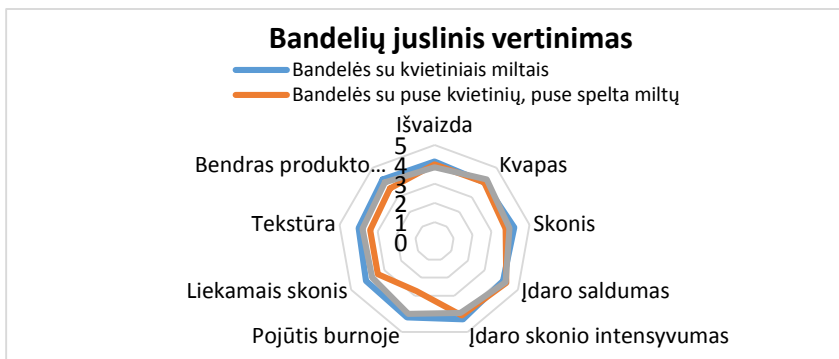 Bandelių juslinis vertinimas
Bandelės su kvietiniais miltais
Bandelės su puse kvietinių, puse spelta miltų
Išvaizda
Kvapas
Skonis
Įdaro saldumas
Įdaro skonio intensyvumas
Pojūtis burnoje
Liekamais skonis
Tekstūra
Bendras produkto...
5
4
3
2
1
0